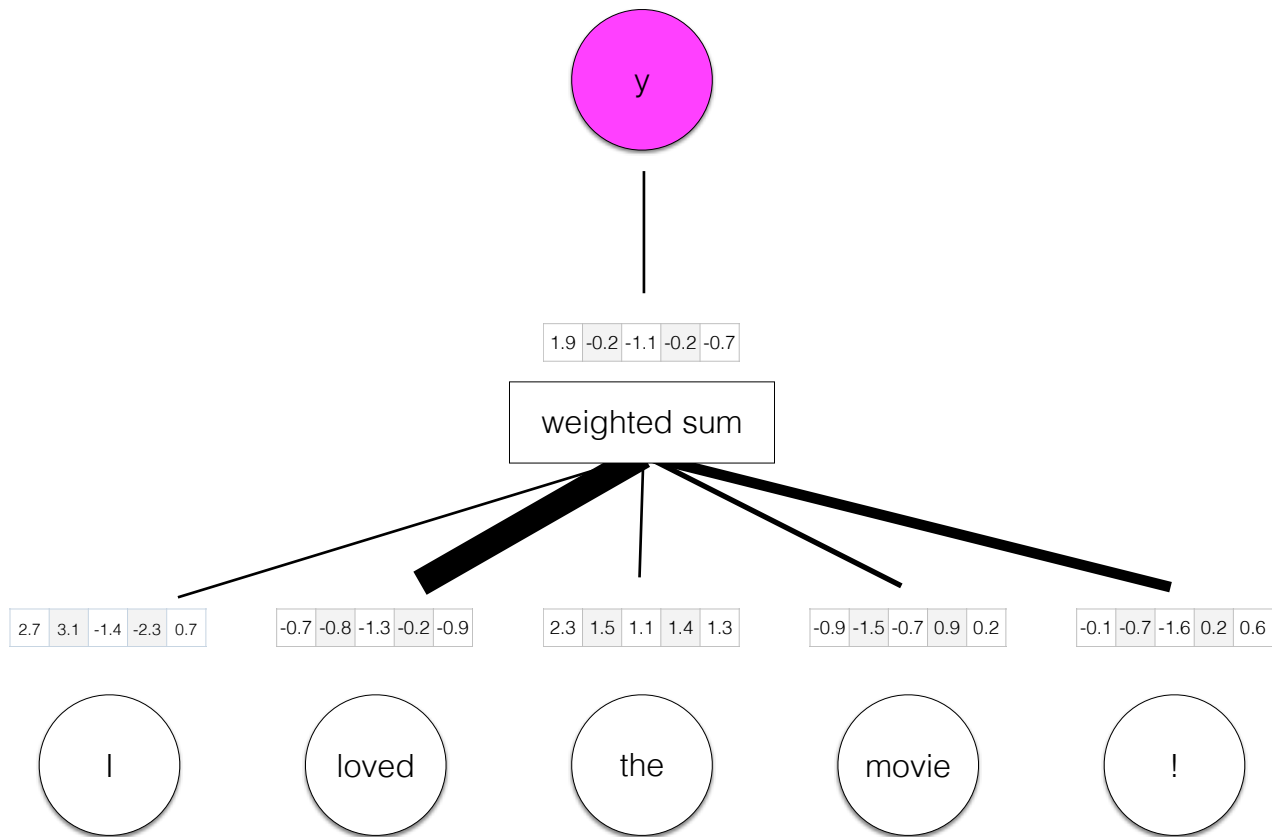 y
1.9 -0.2 -1.1 -0.2 -0.7
weighted sum
2.7 3.1 -1.4 -2.3 0.7 -0.7 -0.8 -1.3 -0.2 -0.9 2.3 1.5 1.1 1.4 1.3 -0.9 -1.5 -0.7 0.9 0.2 -0.1 -0.7 -1.6 0.2 0.6
I loved the movie !